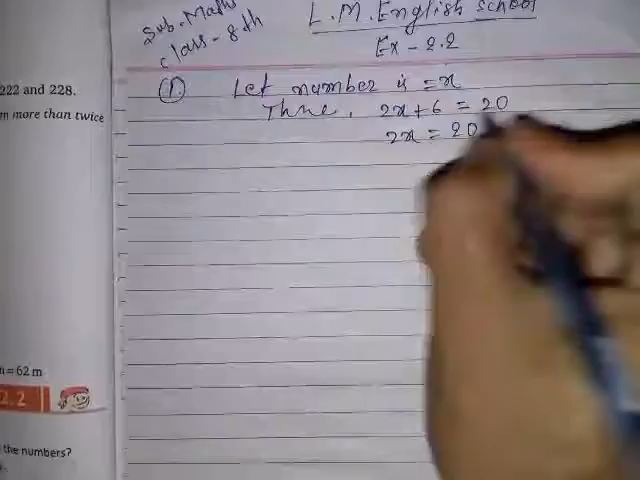 Sub. Maths
Class - 8th
L.M. English school
Ex - 2.2
222 and 228.
m more than twice
① Let number is = x
2x + 6 = 20
2x = 20
= 62 m
2.2
the numbers?